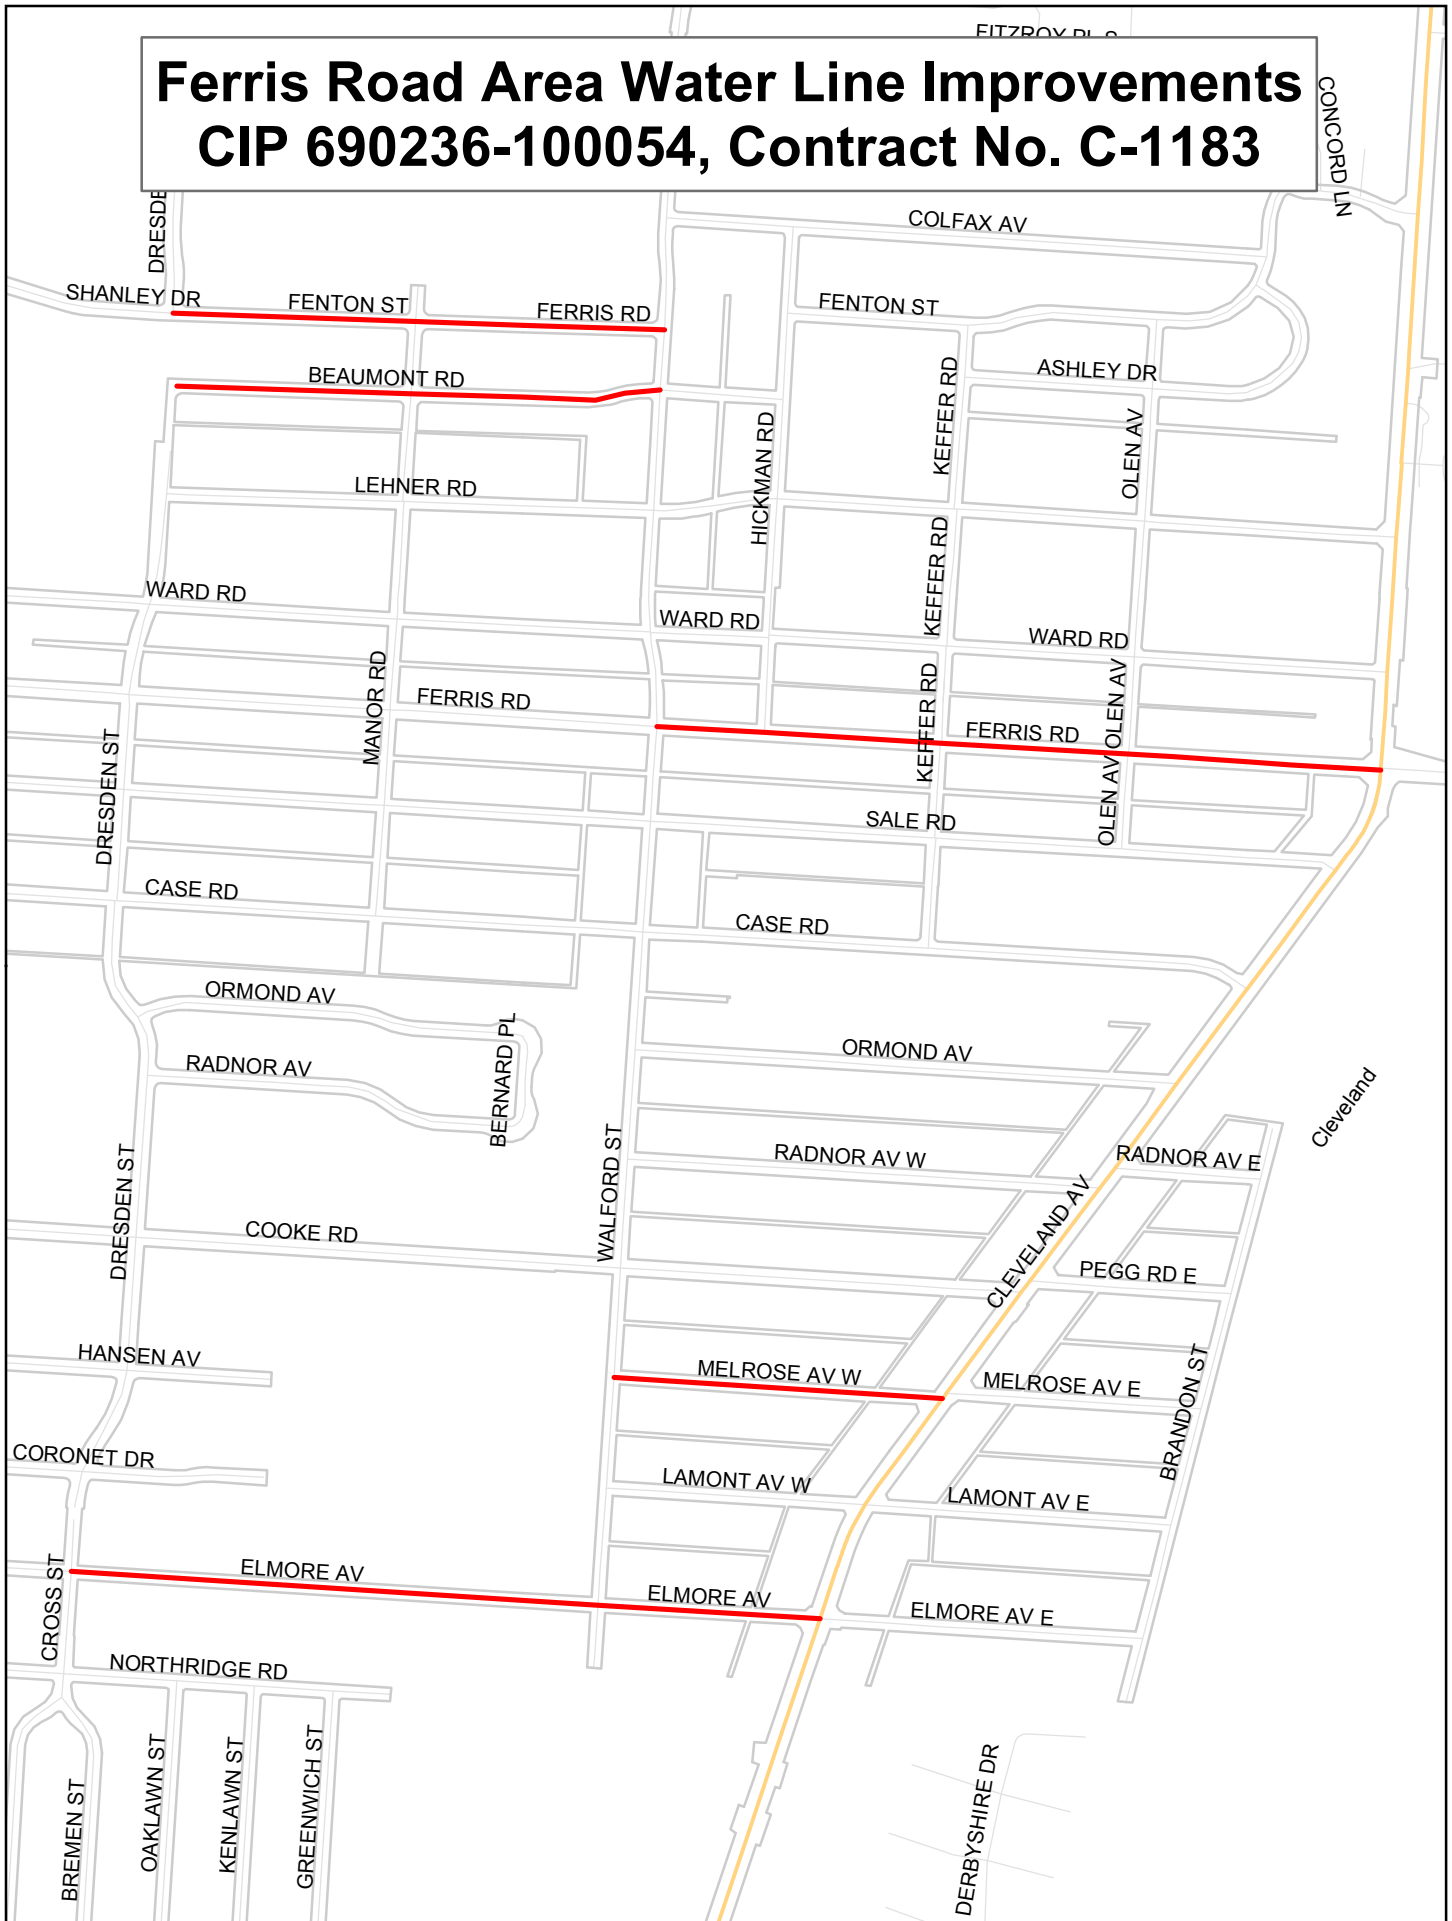 FITZROY PL S
Ferris Road Area Water Line Improvements
CIP 690236-100054, Contract No. C-1183
CONCORD LN
COLFAX AV
SHANLEY DR
FENTON ST
FERRIS RD
FENTON ST
BEAUMONT RD
ASHLEY DR
KEFFER RD
OLEN AV
HICKMAN RD
LEHNER RD
KEFFER RD
WARD RD
WARD RD
WARD RD
MANOR RD
FERRIS RD
KEFFER RD
OLEN AV
FERRIS RD
DRESDEN ST
OLEN AV
SALE RD
CASE RD
CASE RD
ORMOND AV
BERNARD PL
ORMOND AV
RADNOR AV
Cleveland
WALFORD ST
RADNOR AV W
RADNOR AV E
DRESDEN ST
COOKE RD
CLEVELAND AV
PEGG RD E
HANSEN AV
MELROSE AV W
MELROSE AV E
BRANDON ST
CORONET DR
LAMONT AV W
LAMONT AV E
CROSS ST
ELMORE AV
ELMORE AV
ELMORE AV E
NORTHRIDGE RD
BREMEN ST
OAKLAWN ST
KENLAWN ST
GREENWICH ST
DERBYSHIRE DR